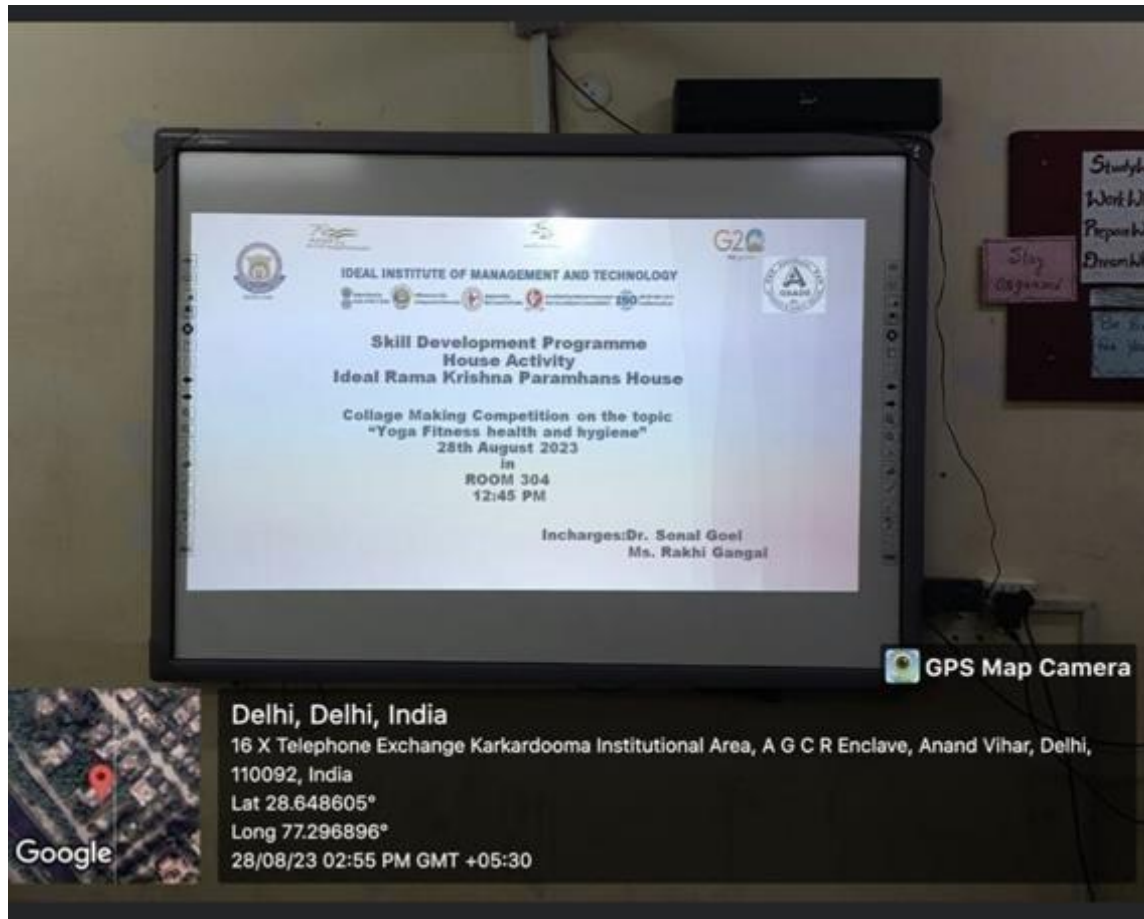 G20
IDEAL INSTITUTE OF MANAGEMENT AND TECHNOLOGY
ISO
A
GRADE
Skill Development Programme
House Activity
Ideal Rama Krishna Paramhans House
Collage Making Competition on the topic
“Yoga Fitness health and hygiene”
28th August 2023
in
ROOM 304
12:45 PM
Incharges:Dr. Sonal Goel
Ms. Rakhi Gangal
Stay
Organized
GPS Map Camera
Delhi, Delhi, India
16 X Telephone Exchange Karkardooma Institutional Area, A G C R Enclave, Anand Vihar, Delhi,
110092, India
Lat 28.648605°
Long 77.296896°
28/08/23 02:55 PM GMT +05:30
Google